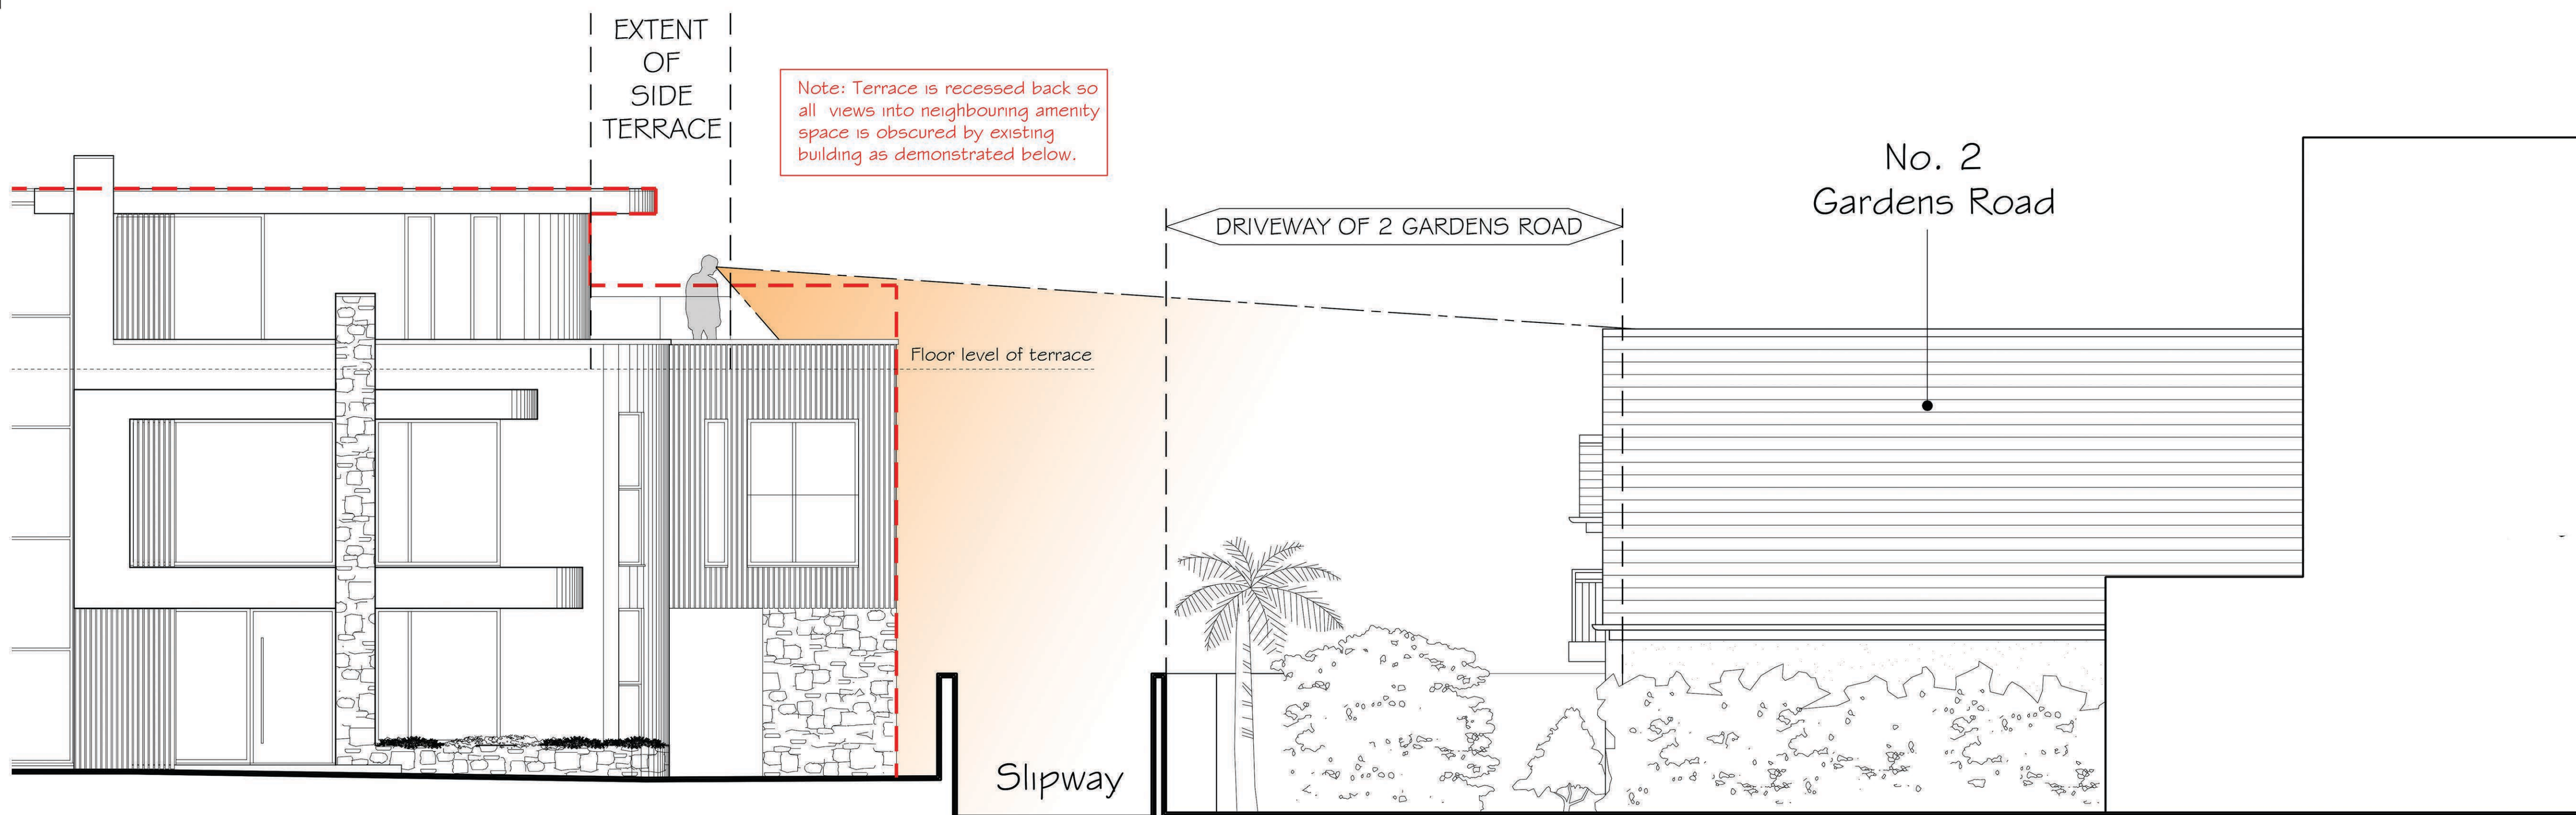 EXTENT
OF
SIDE
TERRACE
Note: Terrace is recessed back so
all views into neighbouring amenity
space is obscured by existing
building as demonstrated below.
No. 2
Gardens Road
DRIVEWAY OF 2 GARDENS ROAD
Floor level of terrace
Slipway